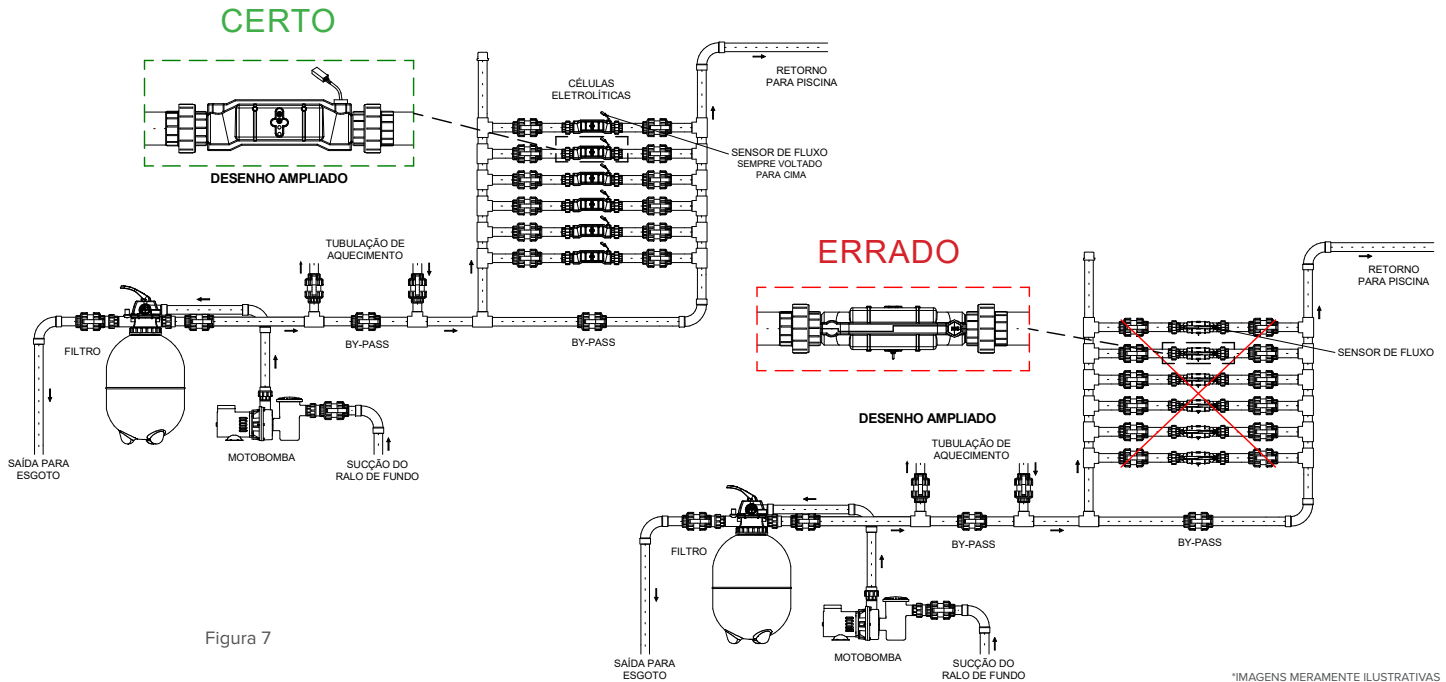 CERTO
DESENHO AMPLIADO
CÉLULAS
ELETROLÍTICAS
RETORNO
PARA PISCINA
SENSOR DE FLUXO
SEMPRE VOLTADO
PARA CIMA
TUBULAÇÃO DE
AQUECIMENTO
BY-PASS
BY-PASS
FILTRO
MOTOBOMBA
SAÍDA PARA
ESGOTO
SUCÇÃO DO
RALO DE FUNDO
ERRADO
DESENHO AMPLIADO
RETORNO
PARA PISCINA
SENSOR DE FLUXO
TUBULAÇÃO DE
AQUECIMENTO
BY-PASS
BY-PASS
FILTRO
MOTOBOMBA
SAÍDA PARA
ESGOTO
SUCÇÃO DO
RALO DE FUNDO
Figura 7
*IMAGENS MERAMENTE ILUSTRATIVAS